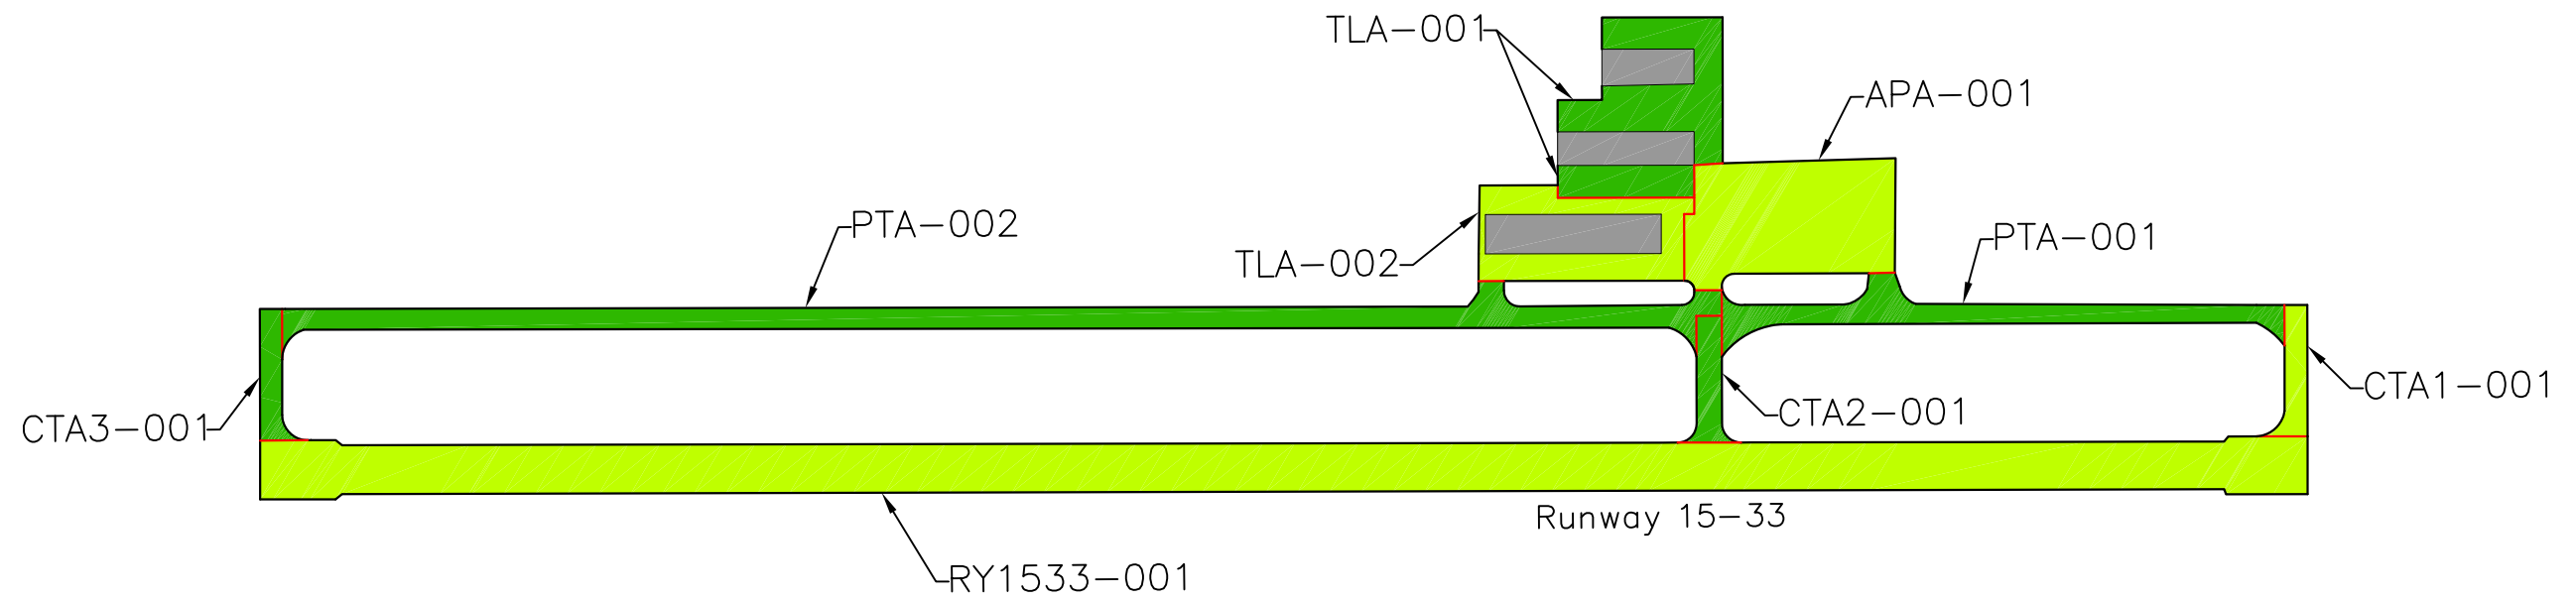 TLA-001
APA-001
PTA-002
PTA-001
TLA-002
CTA1-001
CTA2-001
CTA3-001
Runway 15-33
RY1533-001